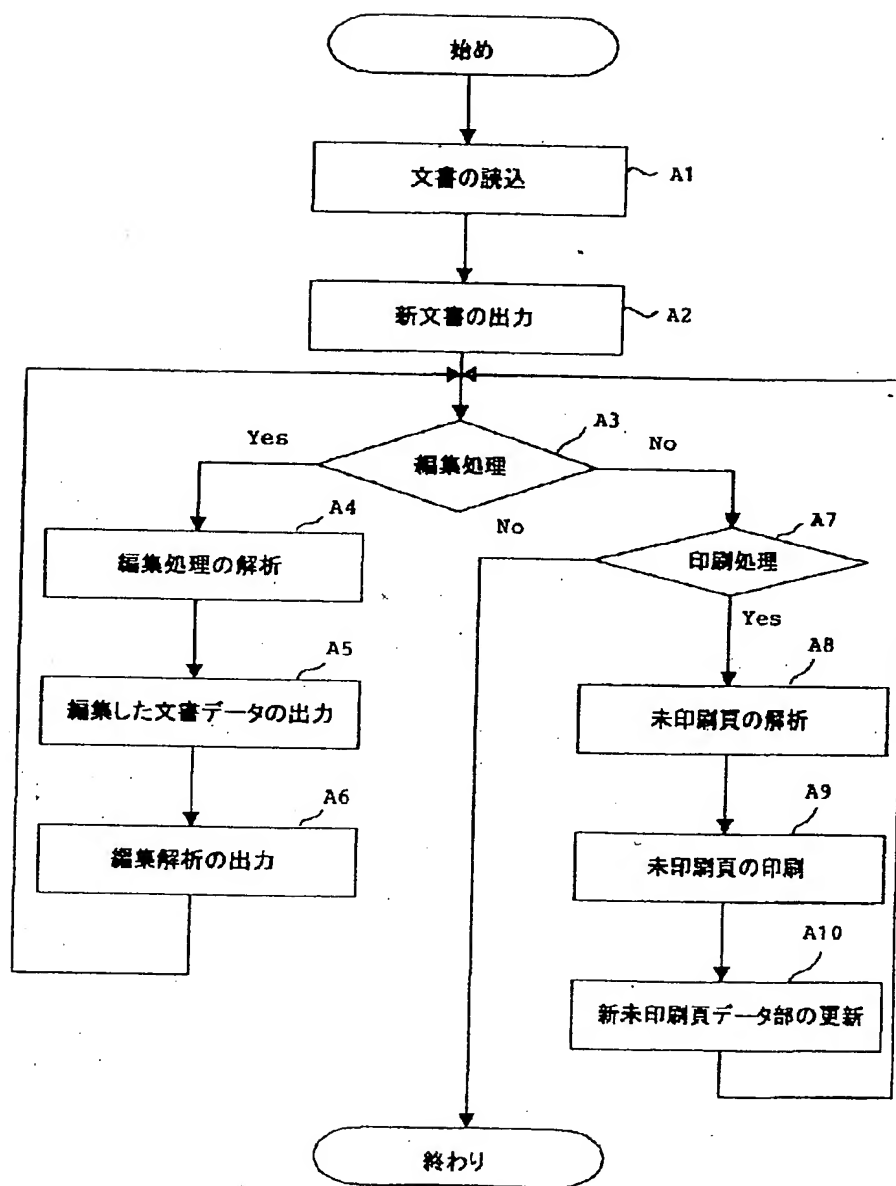 始め
文書の読込
A1
新文書の出力
A2
A3
Yes
編集処理
No
A4
編集処理の解析
No
A7
印刷処理
Yes
A5
編集した文書データの出力
A8
未印刷頁の解析
A6
編集解析の出力
A9
未印刷頁の印刷
A10
新未印刷頁データ部の更新
終わり